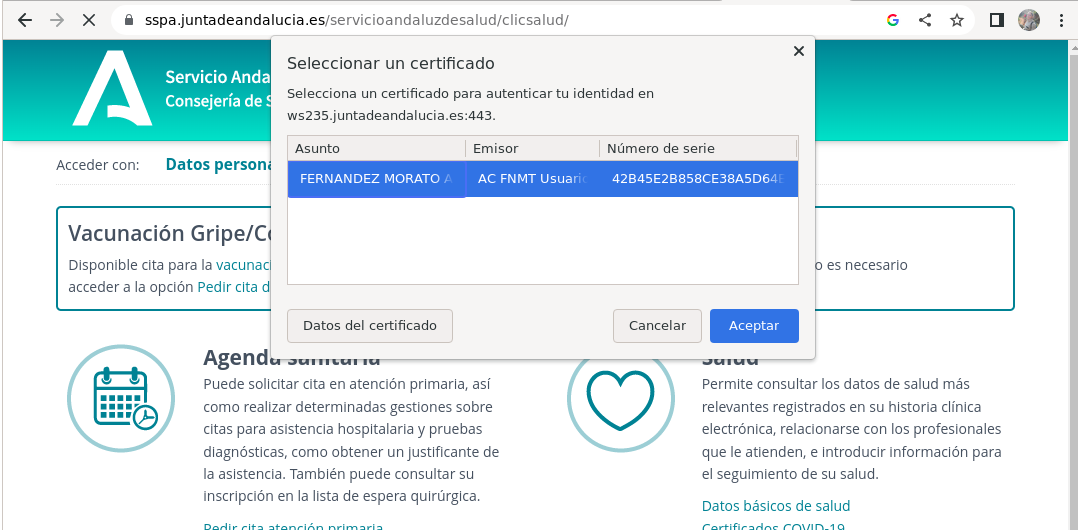 sspa.juntadeandalucia.es/servicioandaluzdesalud/clicsalud/
Servicio Anda
Consejería de S
Acceder con:
Datos persona
Seleccionar un certificado
Selecciona un certificado para autenticar tu identidad en
ws235.juntadeandalucia.es:443.
Asunto Emisor Número de serie
FERNANDEZ MORATO A AC FNMT Usuario 42B45E2B858CE38A5D64E
Datos del certificado Cancelar Aceptar
Vacunación Gripe/Co
Disponible cita para la vacunac
o es necesario
acceder a la opción Pedir cita d
Agenda sanitaria
Puede solicitar cita en atención primaria, así
como realizar determinadas gestiones sobre
citas para asistencia hospitalaria y pruebas
diagnósticas, como obtener un justificante de
la asistencia. También puede consultar su
inscripción en la lista de espera quirúrgica.
Pedir cita atención primaria
Salud
Permite consultar los datos de salud más
relevantes registrados en su historia clínica
electrónica, relacionarse con los profesionales
que le atienden, e introducir información para
el seguimiento de su salud.
Datos básicos de salud
Certificados COVID-19